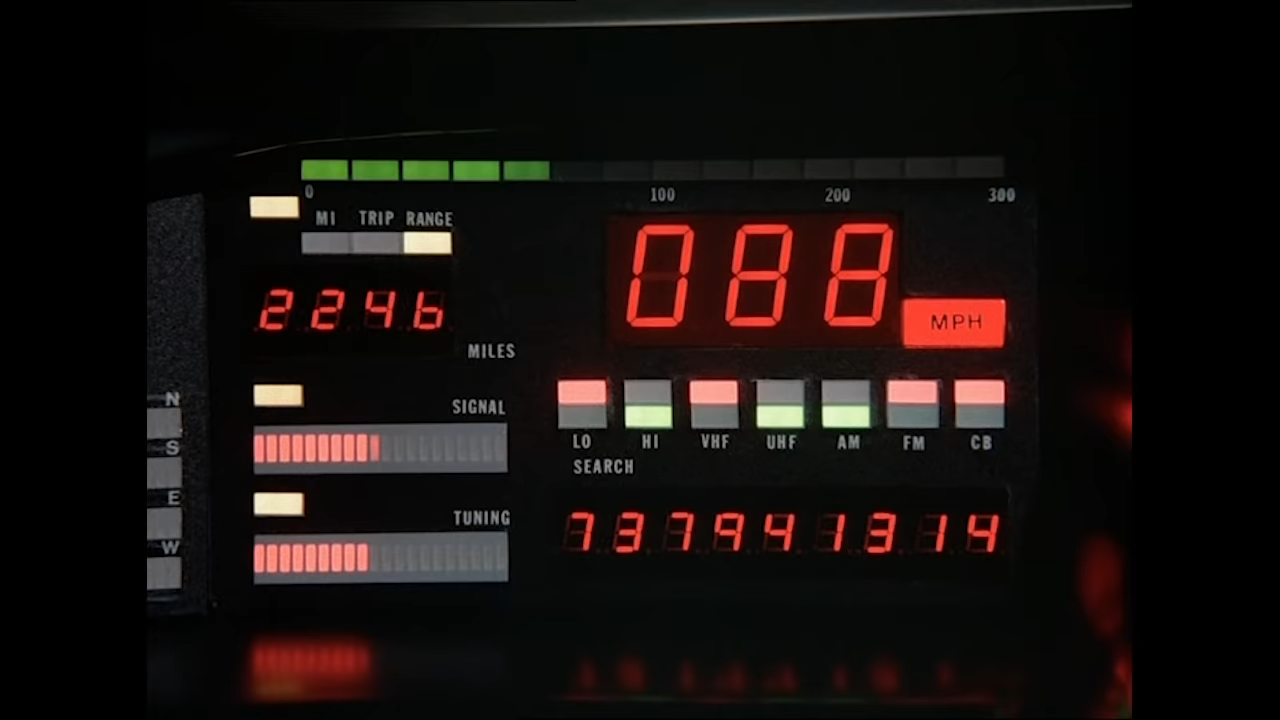 0 100 200 300
MI TRIP RANGE
088
2246
MPH
MILES
N
SIGNAL
LO HI VHF UHF AM FM CB
S
SEARCH
E
TUNING
737941314
W